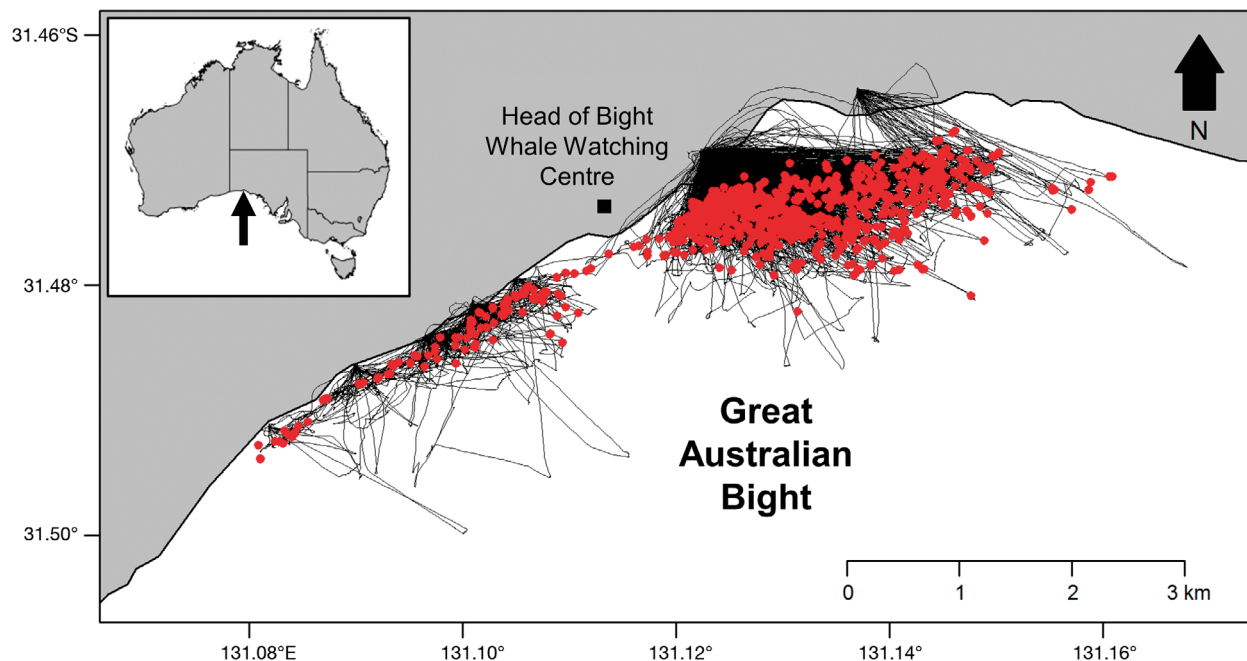 31.46°S
31.48°
31.50°
Head of Bight
Whale Watching
Centre
N
Great
Australian
Bight
0 1 2 3 km
131.08°E 131.10° 131.12° 131.14° 131.16°